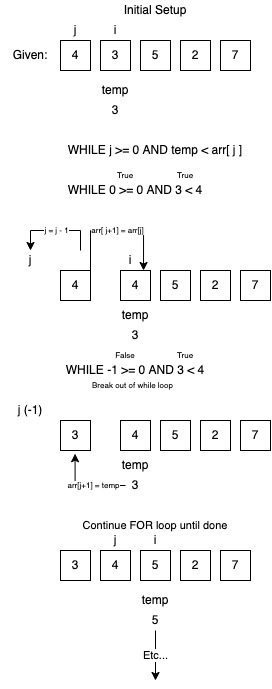 Initial Setup
j i
Given: 4 3 5 2 7
temp
3
WHILE j >= 0 AND temp < arr[ j ]
True True
WHILE 0 >= 0 AND 3 < 4
j = j - 1 arr[ j+1] = arr[j]
j i
4 4 5 2 7
temp
3
False True
WHILE -1 >= 0 AND 3 < 4
Break out of while loop
j (-1)
3 4 5 2 7
temp
arr[j+1] = temp 3
Continue FOR loop until done
j i
3 4 5 2 7
temp
5
Etc...